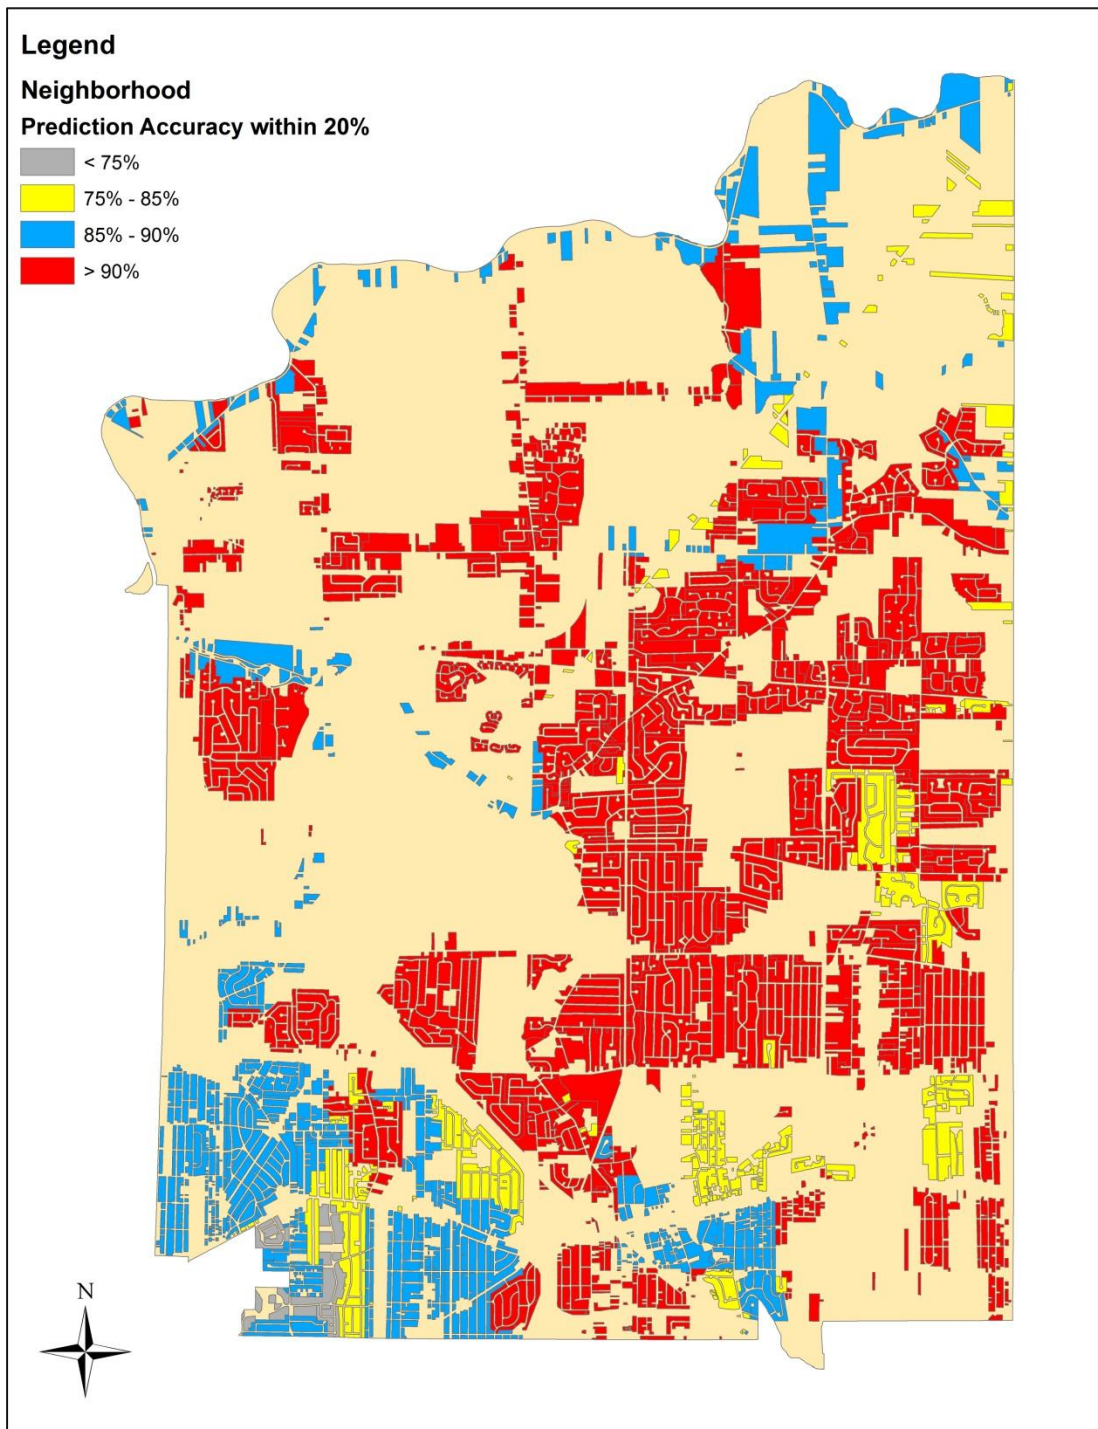 Legend
Neighborhood
Prediction Accuracy within 20%
< 75%
75% - 85%
85% - 90%
> 90%
N